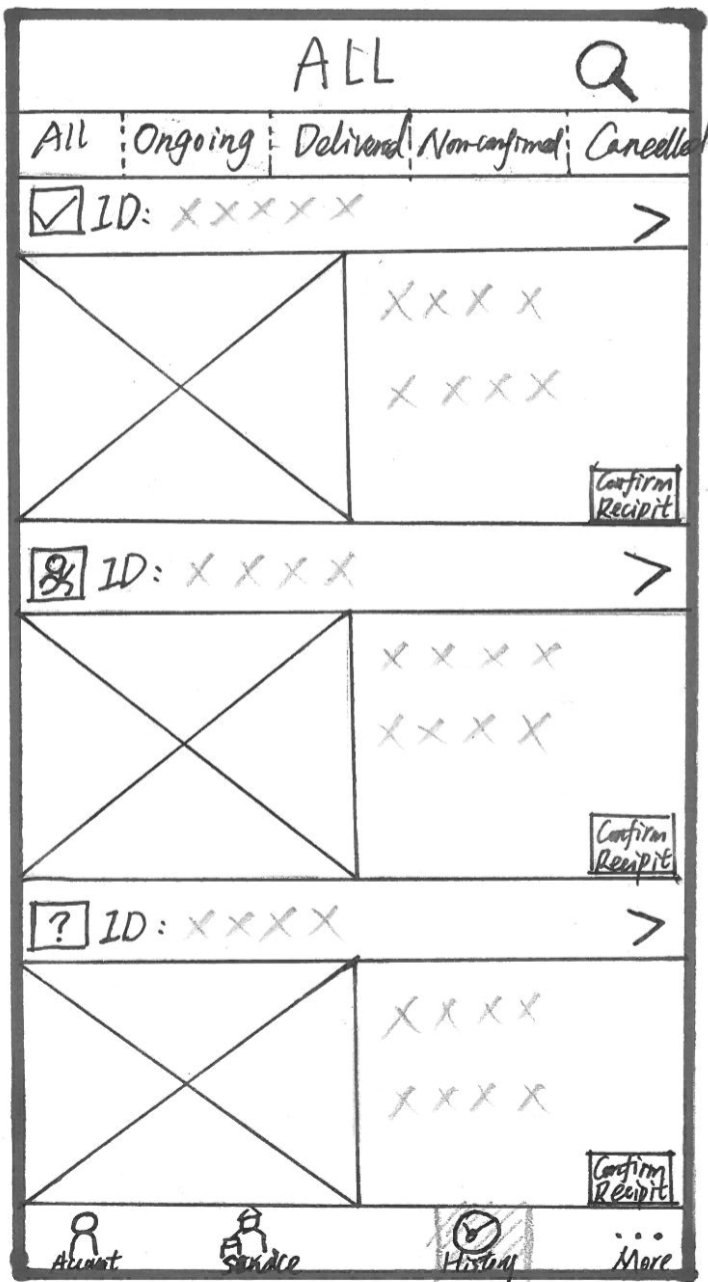 ALL
All Ongoing Delivered Non-confirmed Cancelled
ID: XXXXX >
XXXX
XXXX
Confirm
Recipit
ID: XXXX >
XXXX
XXXX
Confirm
Recipit
? ID: XXXX >
XXXX
XXXX
Confirm
Recipit
Account Service History ... More